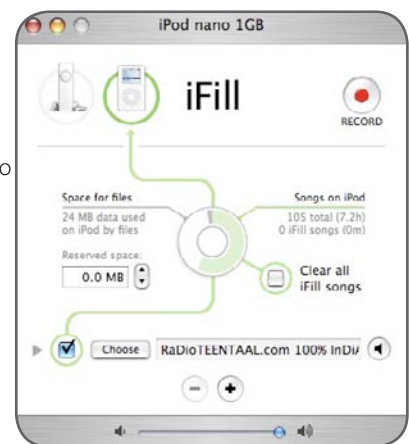 iPod nano 1GB
iFill
RECORD
o
Space for files
24 MB data used
on iPod by files
Reserved space:
0.0 MB
Songs on iPod
105 total (7.2h)
0 iFill songs (0m)
Clear all
iFill songs
Choose RaDioTEENTAAL.com 100% InDi